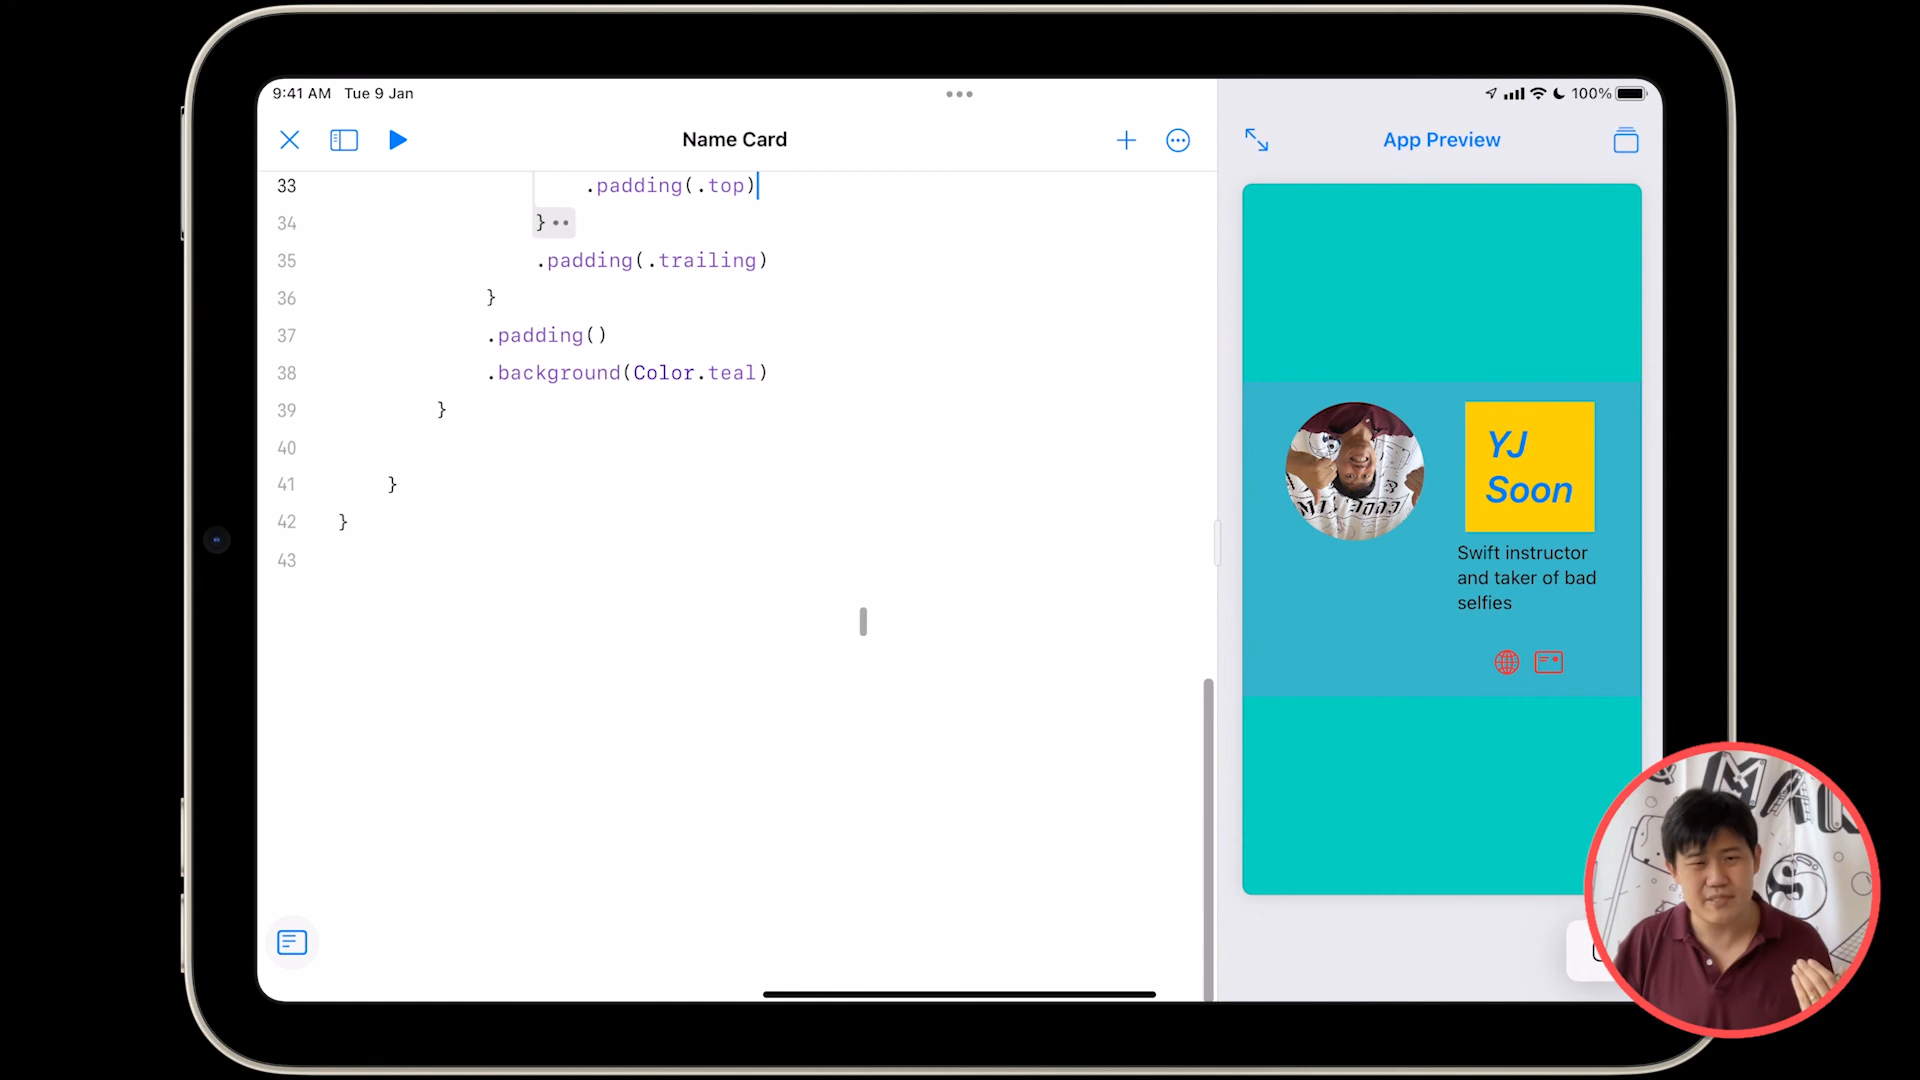 9:41 AM Tue 9 Jan
100%
Name Card
App Preview
33 .padding(.top)
34 }
35 .padding(.trailing)
36 }
37 .padding()
38 .background(Color.teal)
39 }
40
41 }
42 }
43
YJ
Soon
Swift instructor
and taker of bad
selfies